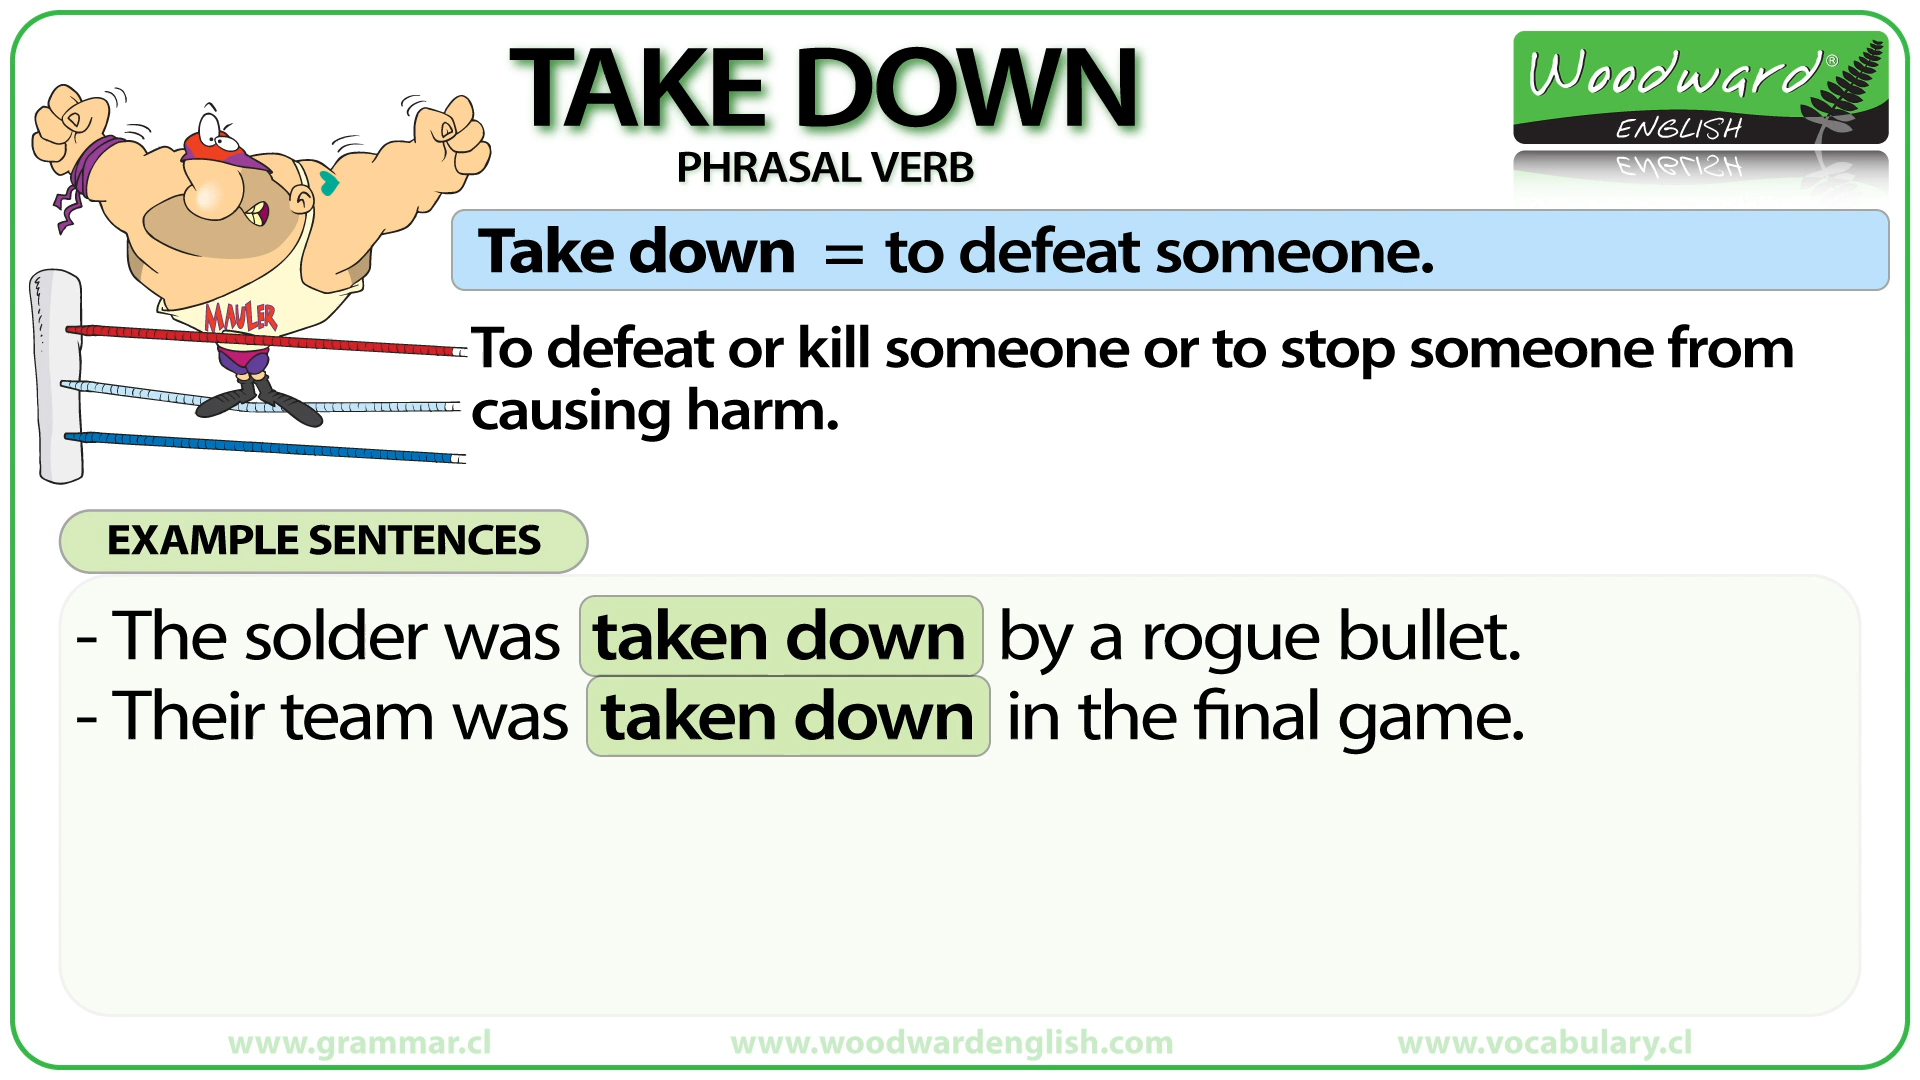 TAKE DOWN
PHRASAL VERB
Woodward®
ENGLISH
Take down = to defeat someone.
To defeat or kill someone or to stop someone from
causing harm.
MAULER
EXAMPLE SENTENCES
- The solder was taken down by a rogue bullet.
- Their team was taken down in the final game.
www.grammar.cl
www.woodwardenglish.com
www.vocabulary.cl